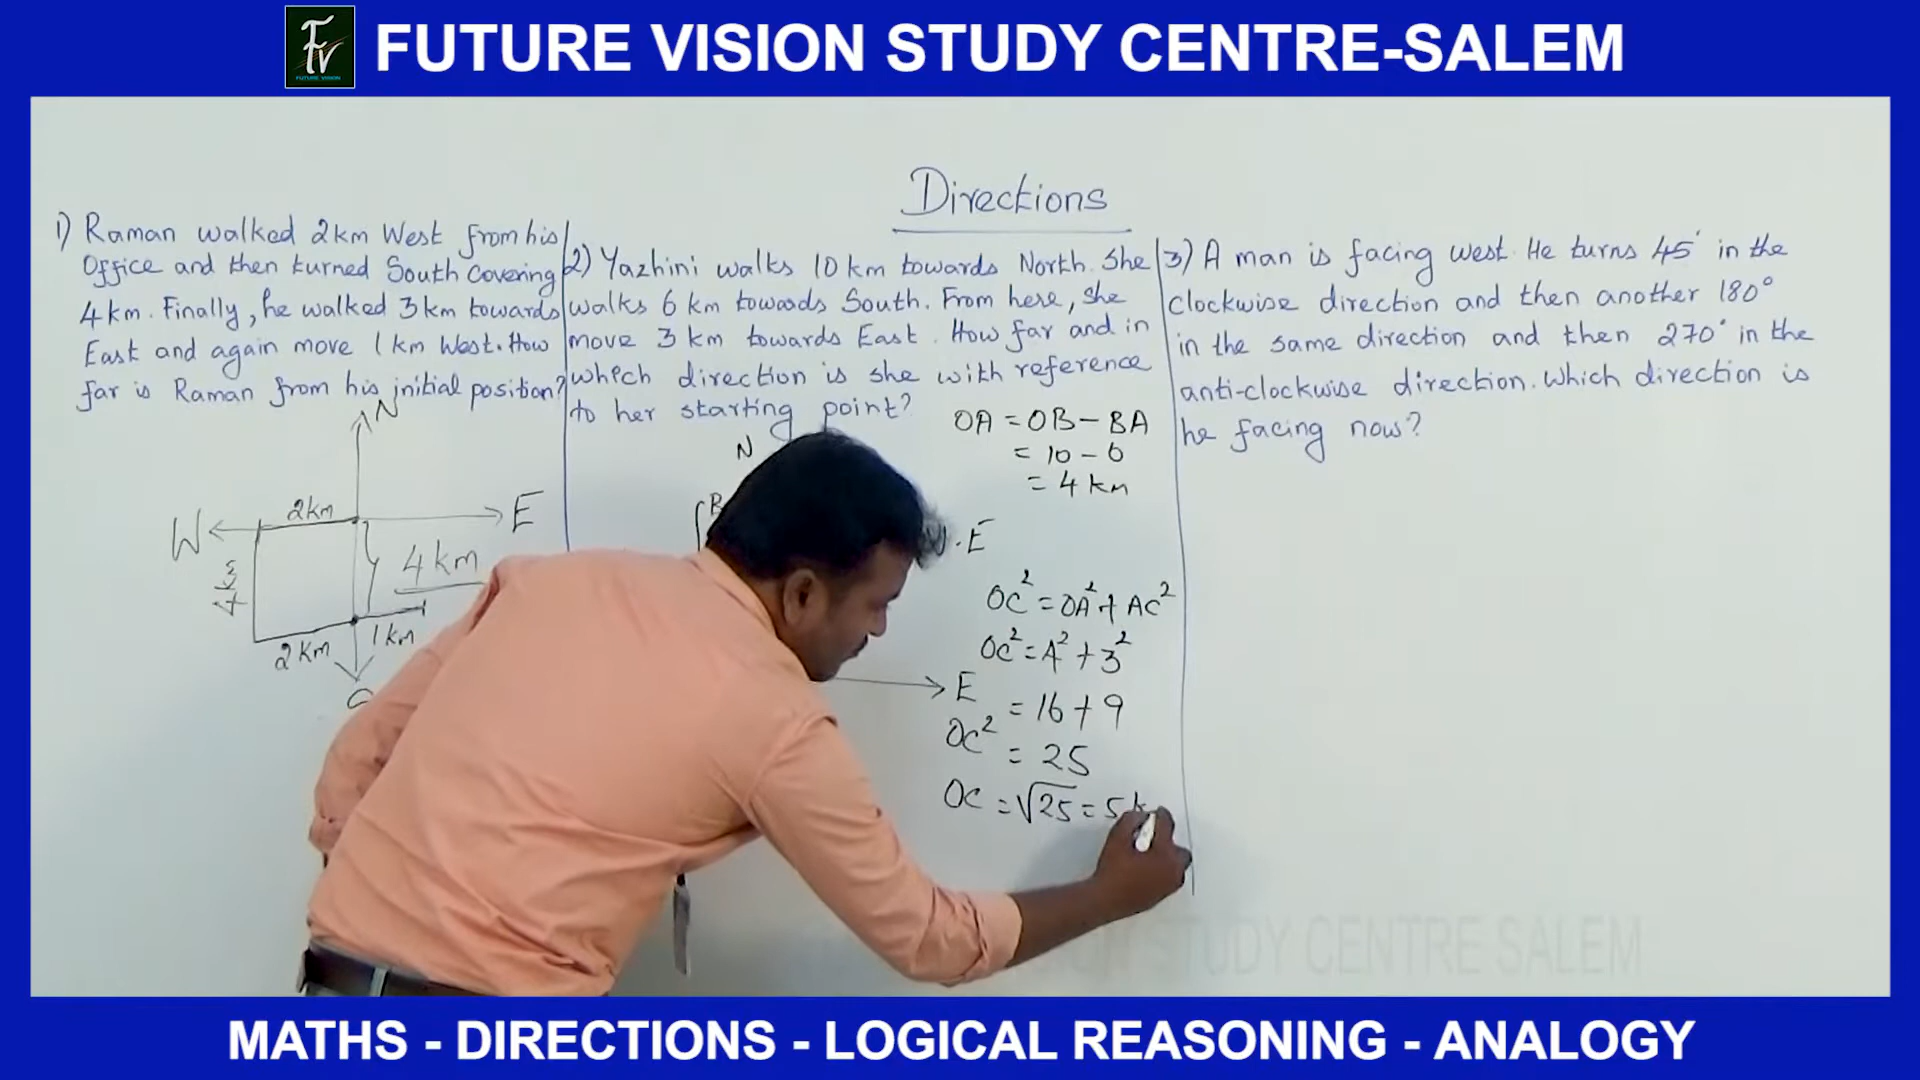 FV
FUTURE VISION
FUTURE VISION STUDY CENTRE-SALEM
Directions
1) Raman walked 2km West from his
Office and then turned South Covering
4km. Finally, he walked 3km towards
East and again move 1km West. How
far is Raman from his initial position?
N
W
E
2km
4km
4km
1km
2km
2) Yazhini walks 10km towards North. She
walks 6 km towards South. From here, she
move 3 km towards East. How far and in
which direction is she with reference
to her starting point?
N
B
E
OA = OB - BA
= 10 - 6
= 4 km
N.E
OC² = OA² + AC²
OC² = 4² + 3²
= 16 + 9
OC² = 25
OC = √25 = 5 k
3) A man is facing west. He turns 45° in the
clockwise direction and then another 180°
in the same direction and then 270° in the
anti-clockwise direction. Which direction is
he facing now?
STUDY CENTRE SALEM
MATHS - DIRECTIONS - LOGICAL REASONING - ANALOGY